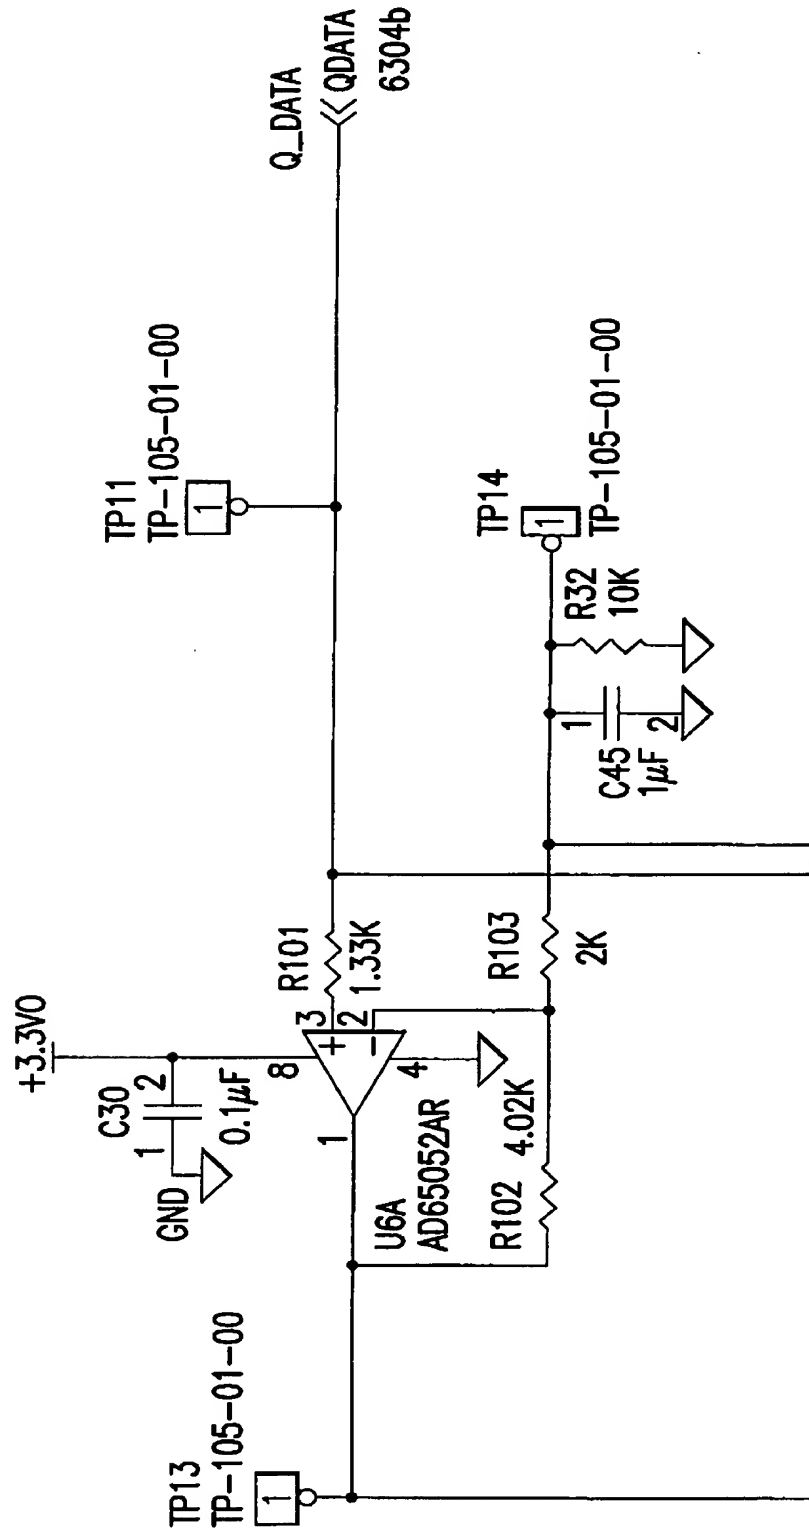 Q_DATA
QDATA
6304b
TP11
TP-105-01-00
1
TP14
1
TP-105-01-00
R32
10K
1
2
C45
1µF
R101
1.33K
R103
2K
+3.3VO
C30
1
2
0.1µF
GND
8
3
+
2
-
4
1
U6A
AD65052AR
R102
4.02K
TP13
TP-105-01-00
1